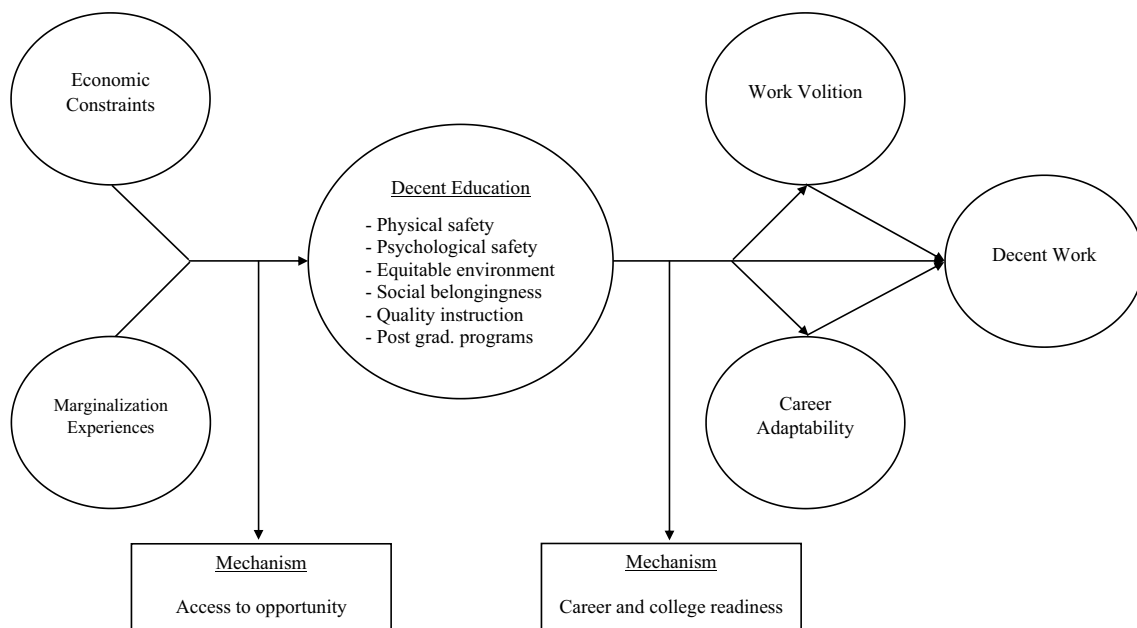 Economic
Constraints
Marginalization
Experiences
Decent Education
- Physical safety
- Psychological safety
- Equitable environment
- Social belongingness
- Quality instruction
- Post grad. programs
Work Volition
Career
Adaptability
Decent Work
Mechanism
Access to opportunity
Mechanism
Career and college readiness